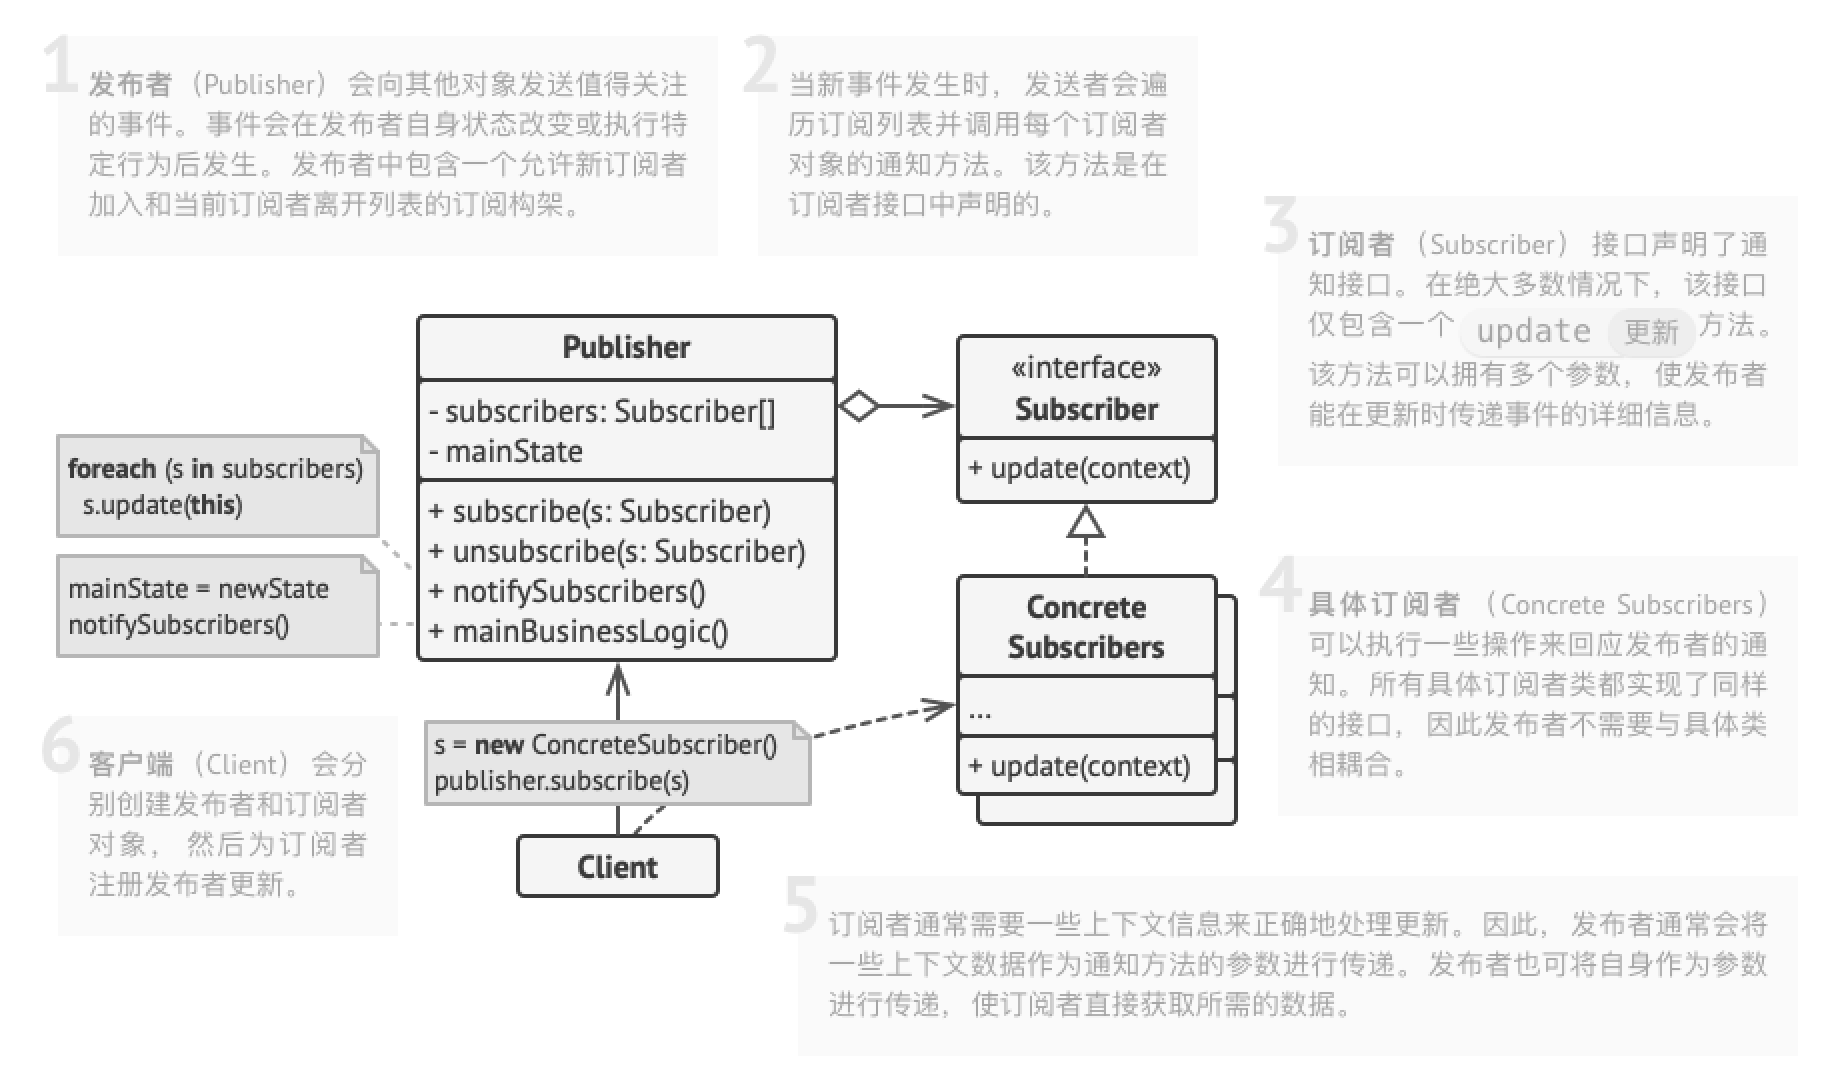 1
发布者 （Publisher） 会向其他对象发送值得关注
的事件。 事件会在发布者自身状态改变或执行特
定行为后发生。 发布者中包含一个允许新订阅者
加入和当前订阅者离开列表的订阅构架。
2
当新事件发生时， 发送者会遍
历订阅列表并调用每个订阅者
对象的通知方法。 该方法是在
订阅者接口中声明的。
3
订阅者 （Subscriber） 接口声明了通
知接口。 在绝大多数情况下， 该接口
仅包含一个 update 更新 方法。
该方法可以拥有多个参数， 使发布者
能在更新时传递事件的详细信息。
Publisher
- subscribers: Subscriber[]
- mainState
+ subscribe(s: Subscriber)
+ unsubscribe(s: Subscriber)
+ notifySubscribers()
+ mainBusinessLogic()
«interface»
Subscriber
+ update(context)
foreach (s in subscribers)
s.update(this)
mainState = newState
notifySubscribers()
Concrete
Subscribers
...
+ update(context)
4
具体订阅者 （Concrete Subscribers）
可以执行一些操作来回应发布者的通
知。 所有具体订阅者类都实现了同样
的接口， 因此发布者不需要与具体类
相耦合。
6
客户端 （Client） 会分
别创建发布者和订阅者
对象， 然后为订阅者
注册发布者更新。
s = new ConcreteSubscriber()
publisher.subscribe(s)
Client
5
订阅者通常需要一些上下文信息来正确地处理更新。 因此， 发布者通常会将
一些上下文数据作为通知方法的参数进行传递。 发布者也可将自身作为参数
进行传递， 使订阅者直接获取所需的数据。